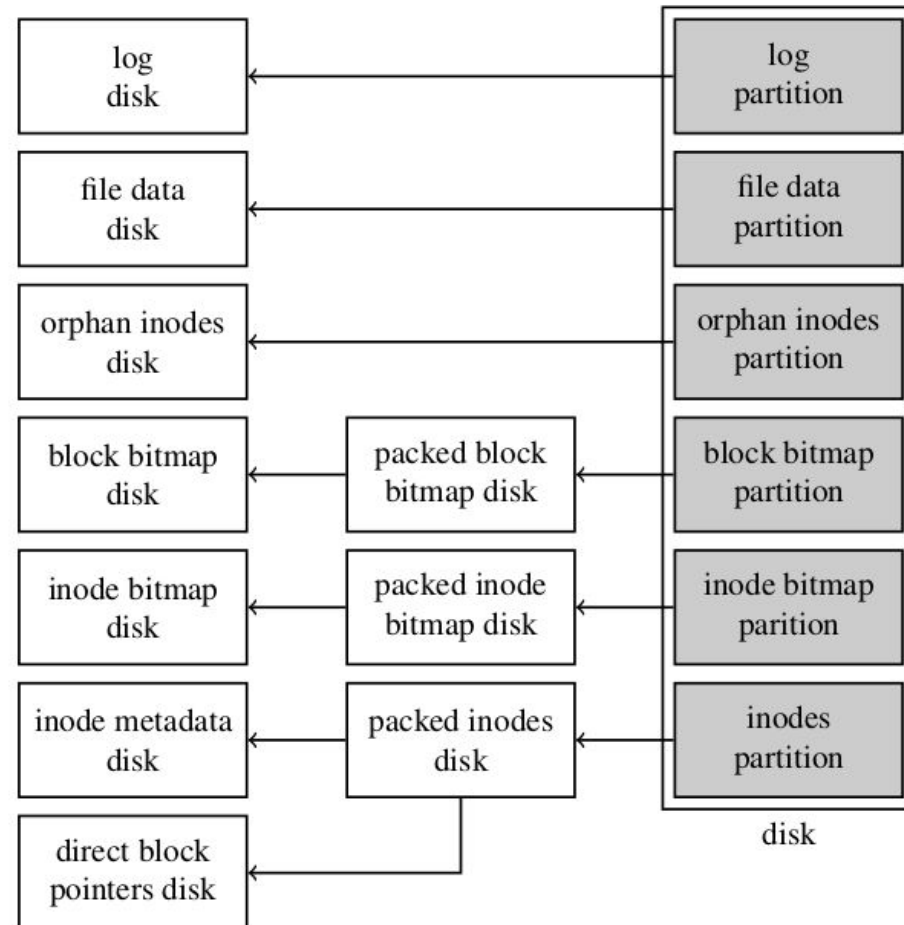 log
disk
log
partition
file data
disk
file data
partition
orphan inodes
disk
orphan inodes
partition
block bitmap
disk
packed block
bitmap disk
block bitmap
partition
inode bitmap
disk
packed inode
bitmap disk
inode bitmap
parition
inode metadata
disk
packed inodes
disk
inodes
partition
disk
direct block
pointers disk